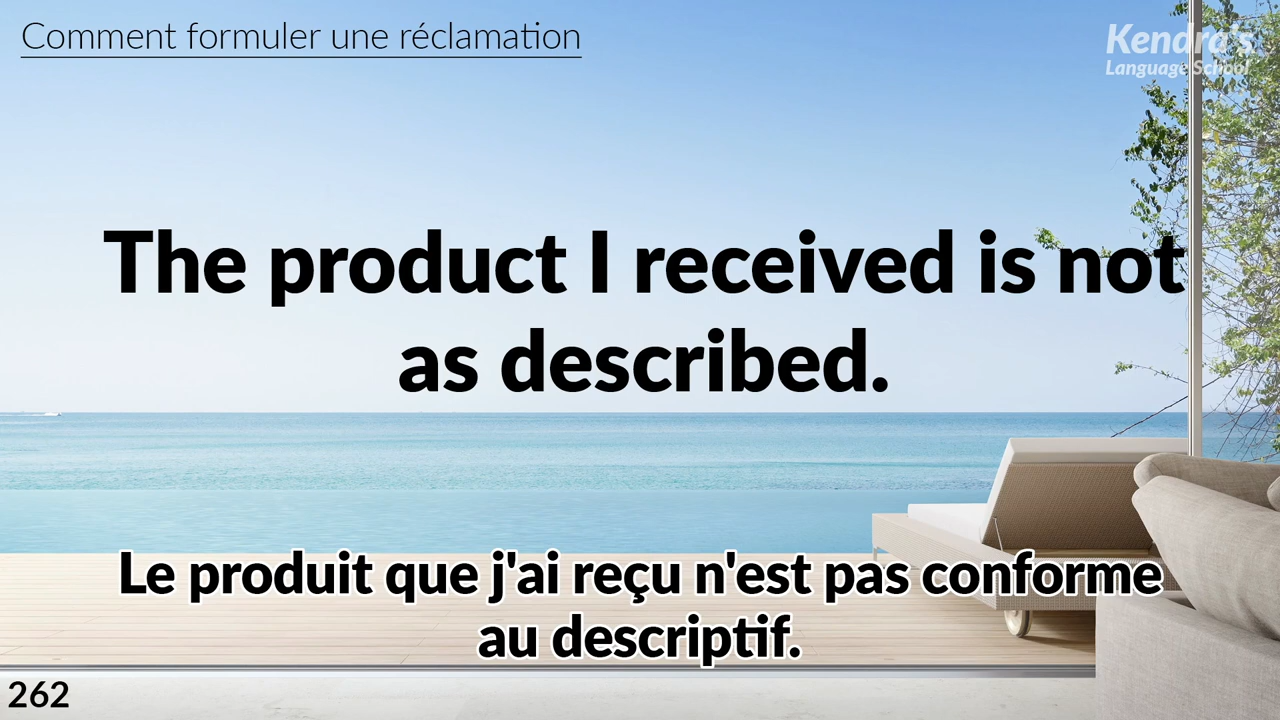 Comment formuler une réclamation
Kendra's
Language School
The product I received is not
as described.
Le produit que j'ai reçu n'est pas conforme
au descriptif.
262